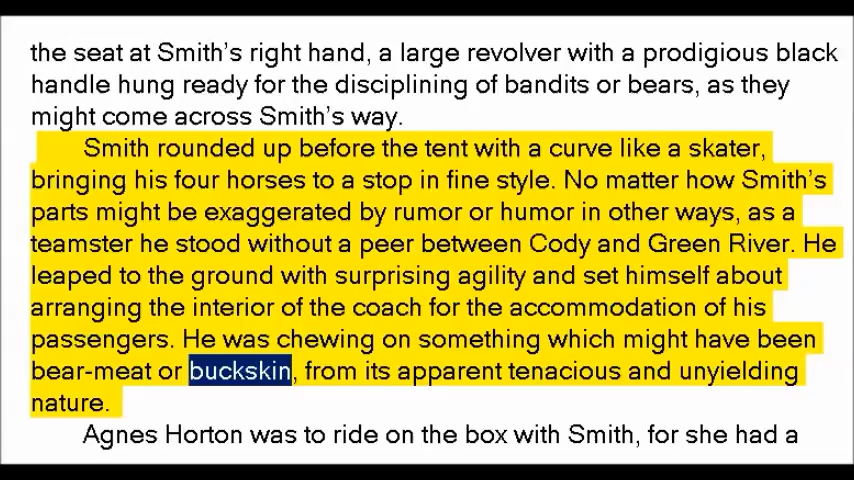 the seat at Smith's right hand, a large revolver with a prodigious black
handle hung ready for the disciplining of bandits or bears, as they
might come across Smith's way.
Smith rounded up before the tent with a curve like a skater,
bringing his four horses to a stop in fine style. No matter how Smith's
parts might be exaggerated by rumor or humor in other ways, as a
teamster he stood without a peer between Cody and Green River. He
leaped to the ground with surprising agility and set himself about
arranging the interior of the coach for the accommodation of his
passengers. He was chewing on something which might have been
bear-meat or buckskin, from its apparent tenacious and unyielding
nature.
Agnes Horton was to ride on the box with Smith, for she had a